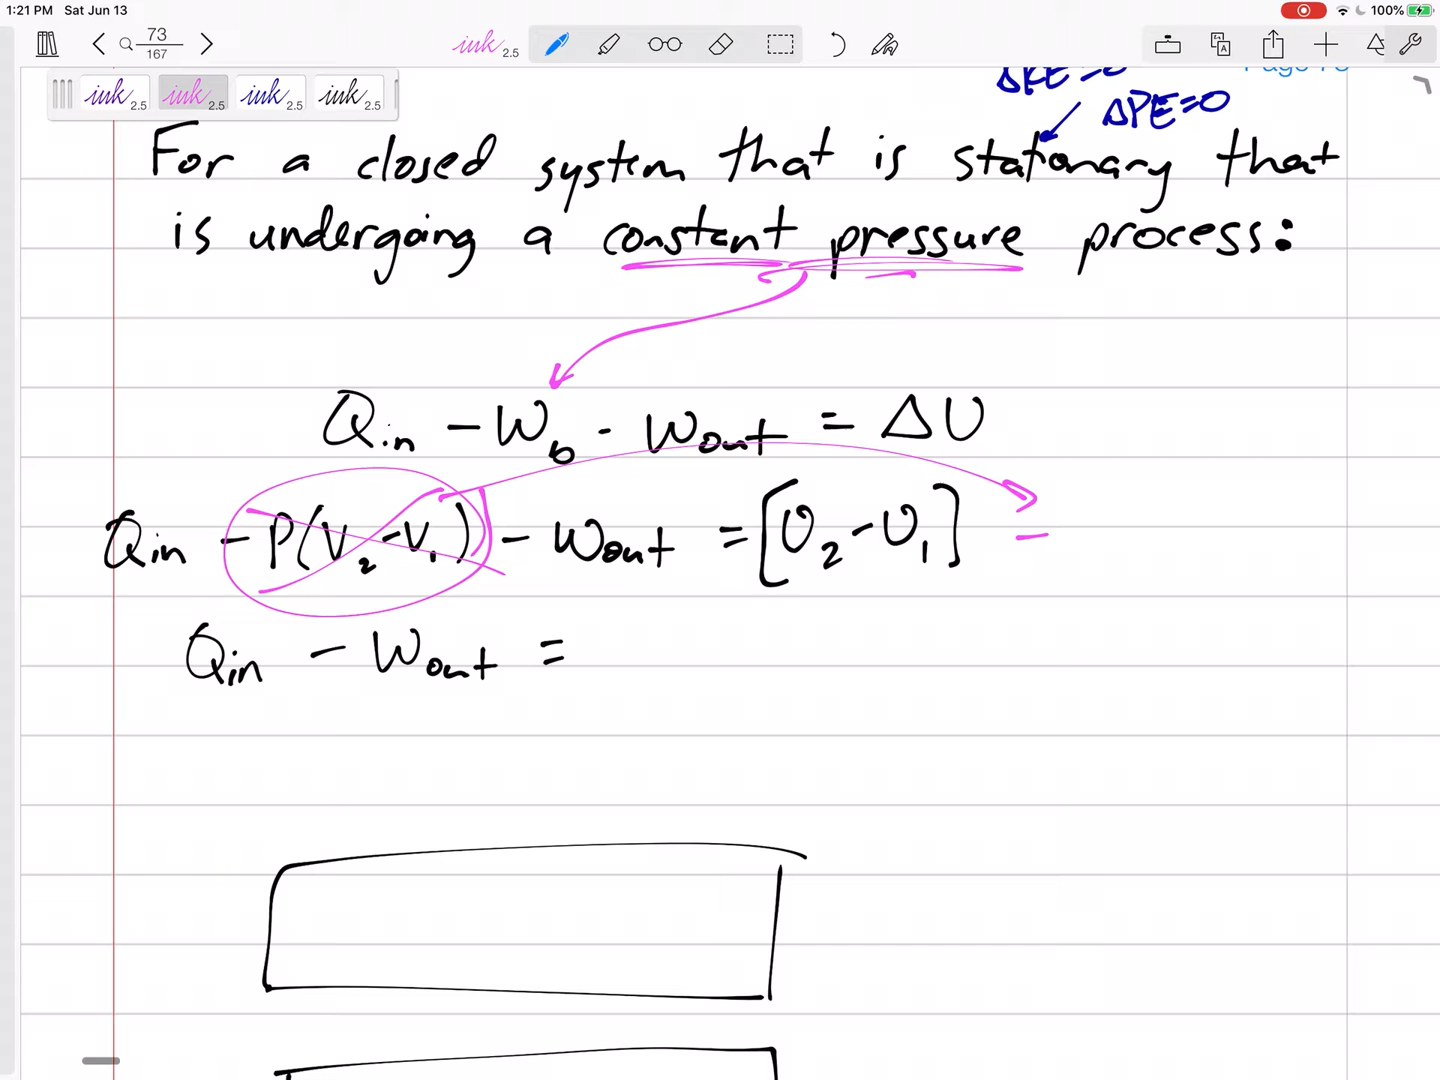 1:21 PM Sat Jun 13
100%
73
167
ink 2.5
ink 2.5 ink 2.5 ink 2.5 ink 2.5
ΔKE=0
ΔPE=0
For a closed system that is stationary that
is undergoing a constant pressure process:
Qin - Wb - Wout = ΔU
Qin - P(V2-V1) - Wout = [U2-U1] -
Qin - Wout =